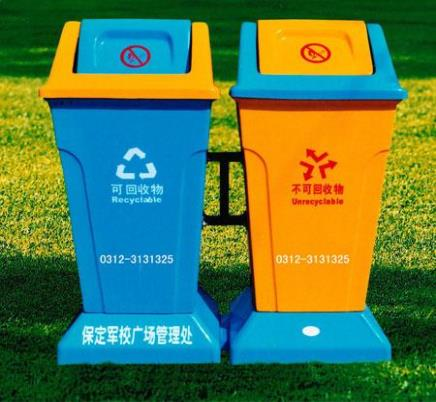 可回收物
Recyclable
0312-3131325
保定军校广场管理处
不可回收物
Unrecyclable
0312-3131325